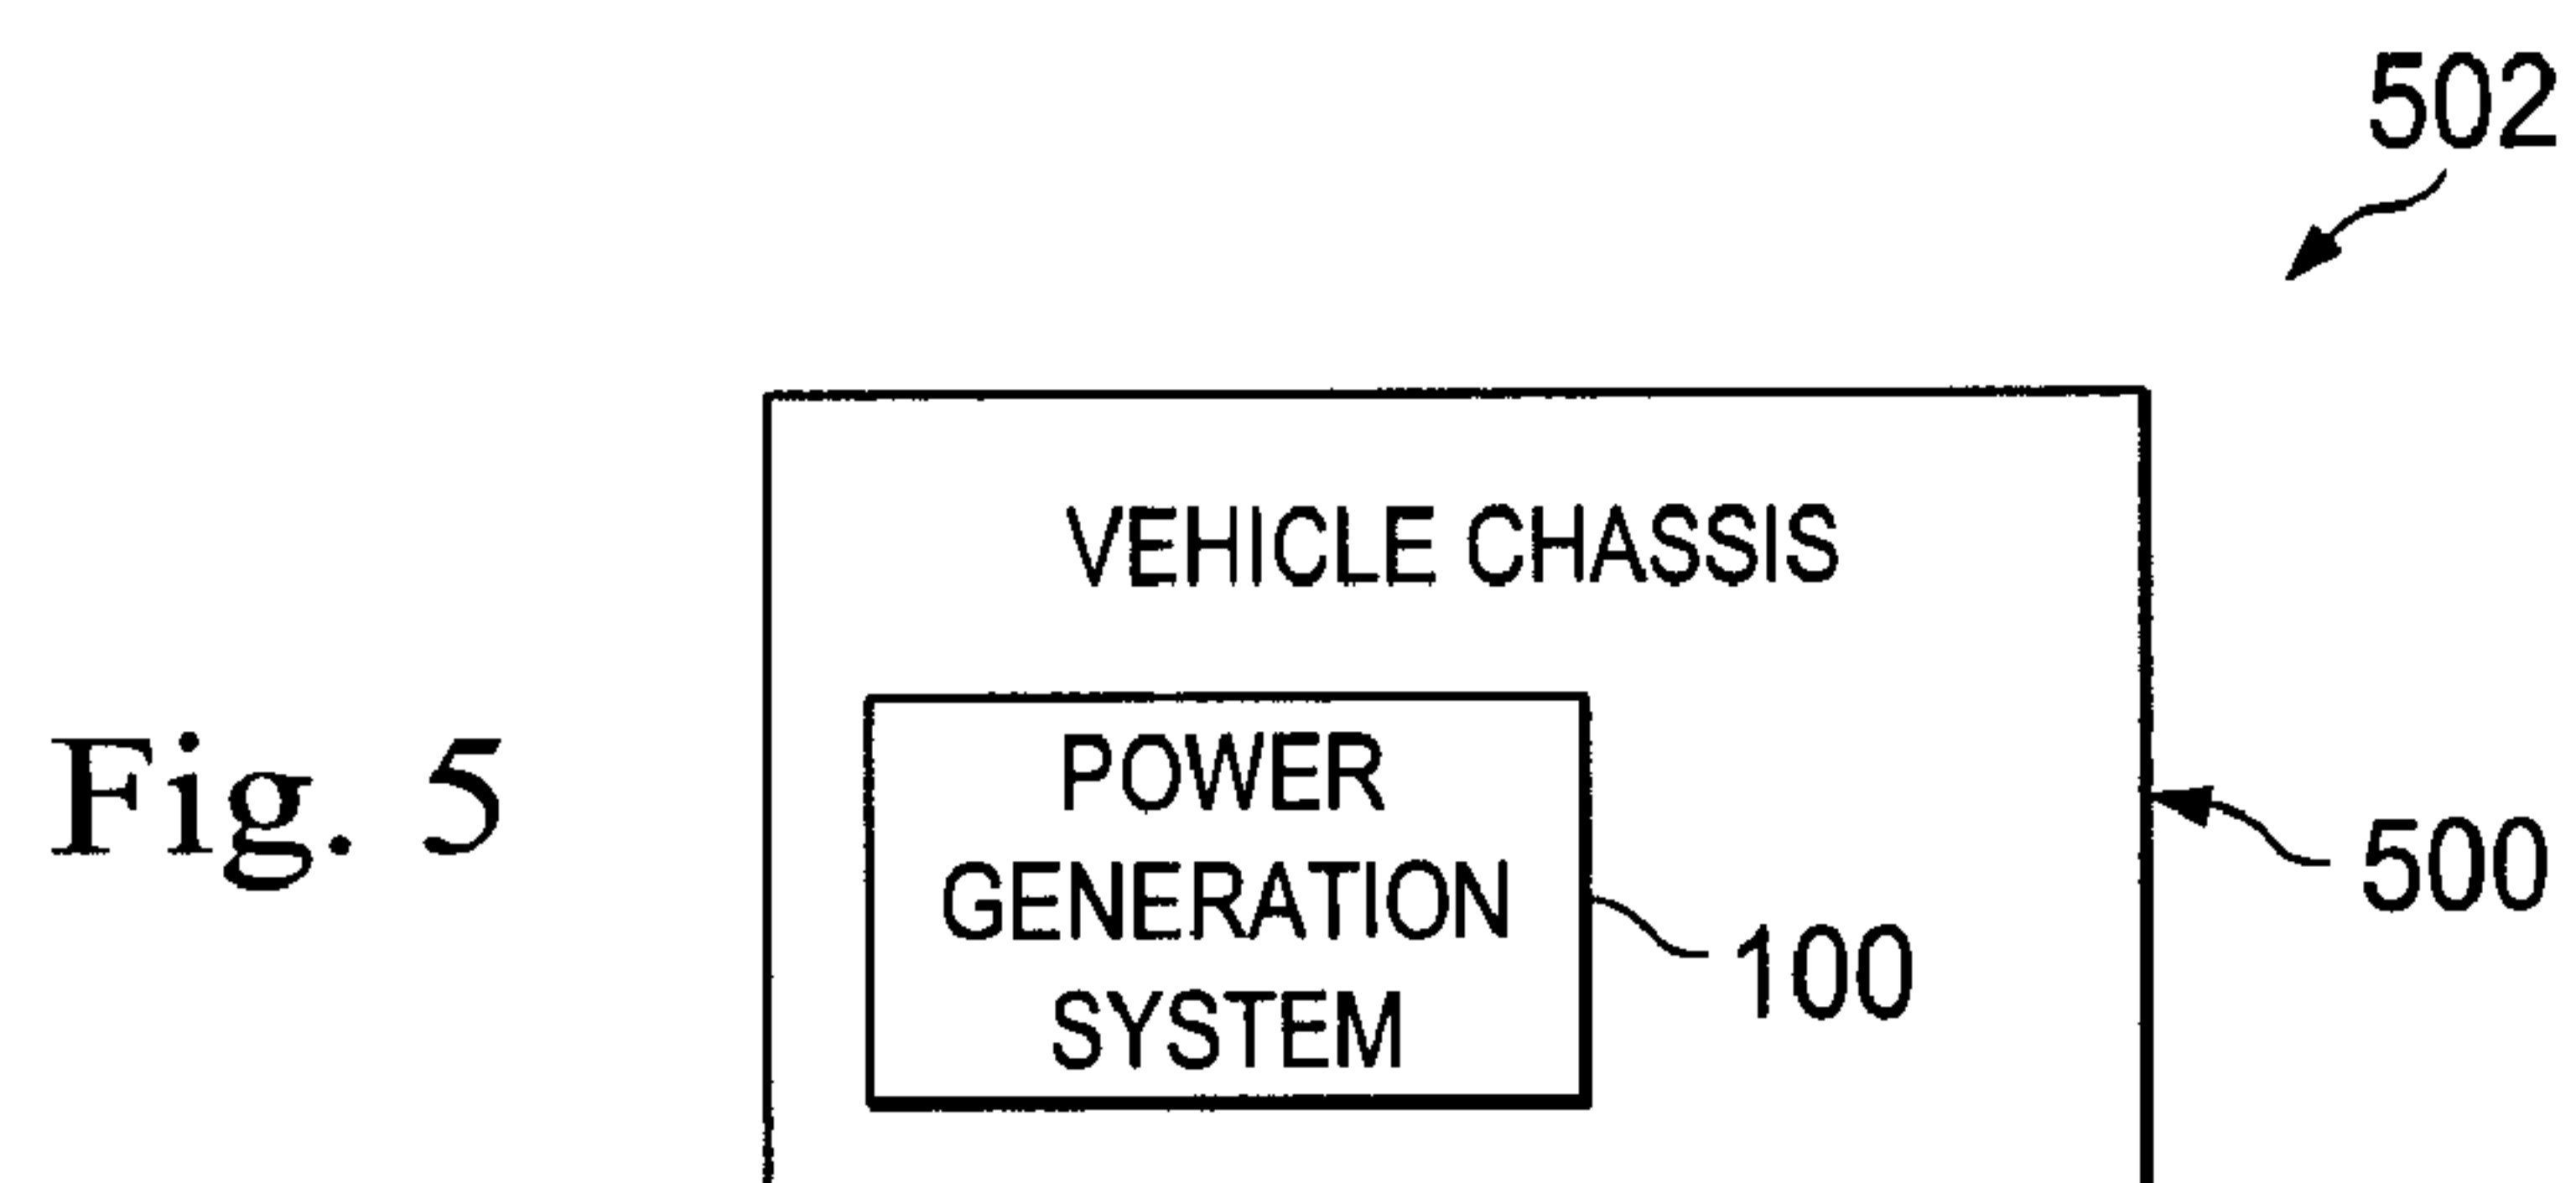 502
VEHICLE CHASSIS
Fig. 5
POWER
GENERATION
SYSTEM
500
100